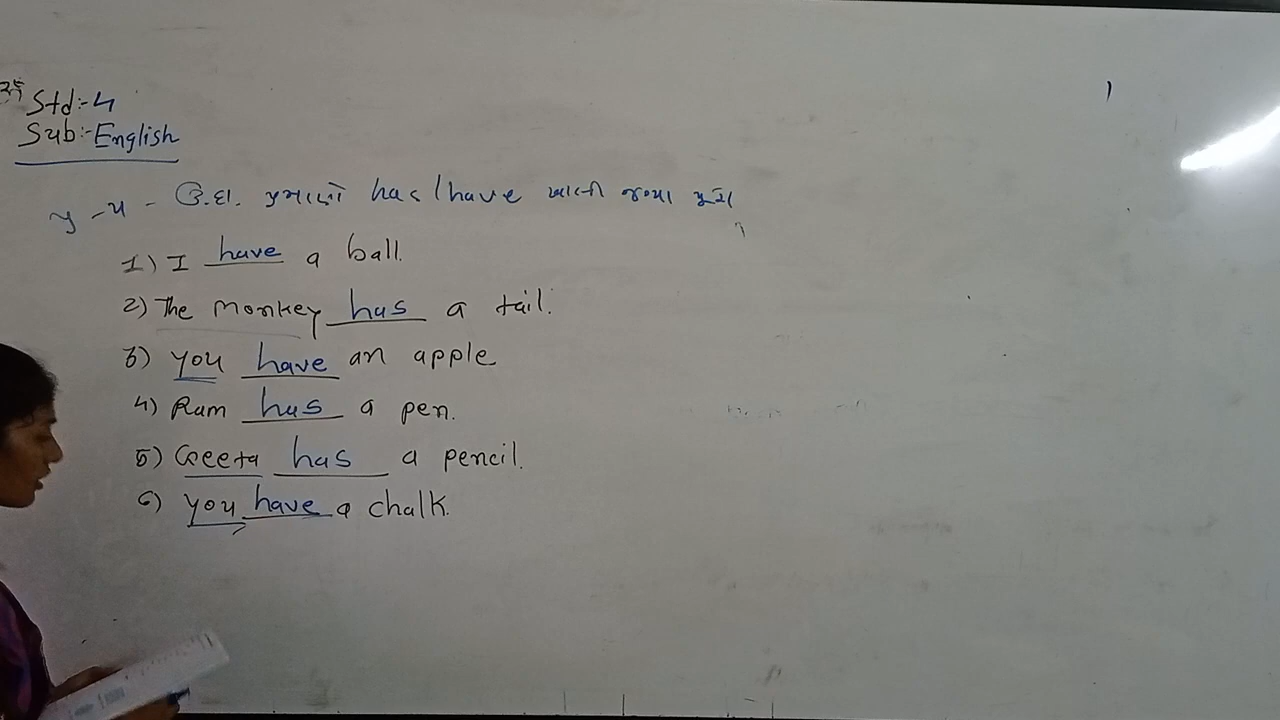 Std:-4
Sub:-English
ઉ.દા. પ્રમાણે has/have ખાલી જગ્યા પૂરો
1) I have a ball.
2) The monkey has a tail.
3) you have an apple
4) Ram has a pen.
5) Geeta has a pencil.
6) you have a chalk.